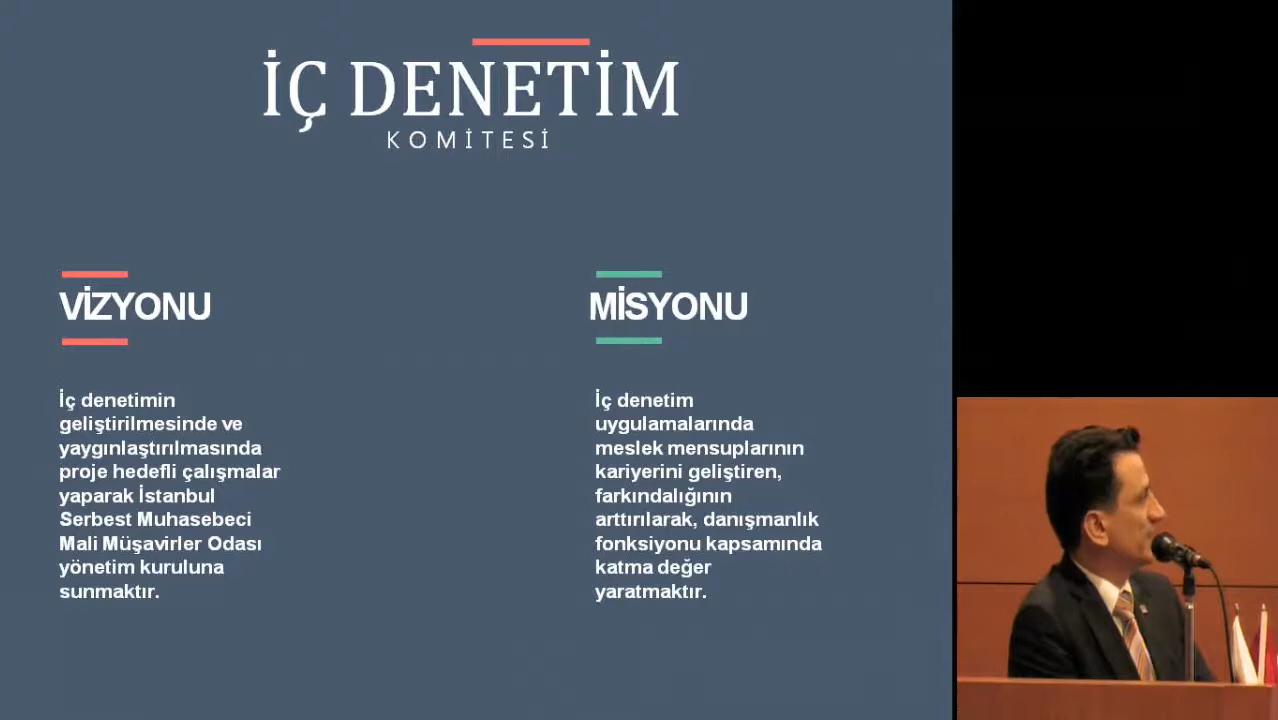 İÇ DENETİM
KOMİTESİ
VİZYONU
İç denetimin
geliştirilmesinde ve
yaygınlaştırılmasında
proje hedefli çalışmalar
yaparak İstanbul
Serbest Muhasebeci
Mali Müşavirler Odası
yönetim kuruluna
sunmaktır.
MİSYONU
İç denetim
uygulamalarında
meslek mensuplarının
kariyerini geliştiren,
farkındalığının
arttırılarak, danışmanlık
fonksiyonu kapsamında
katma değer
yaratmaktır.